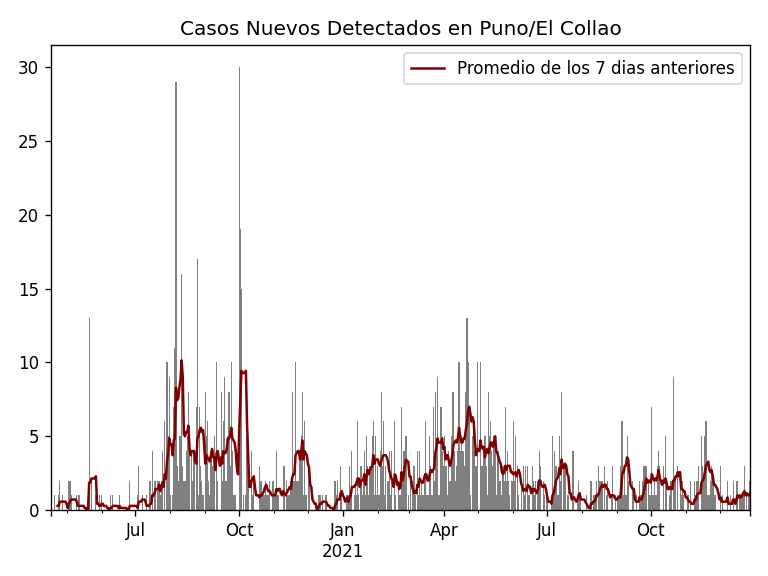 Casos Nuevos Detectados en Puno/El Collao
Promedio de los 7 dias anteriores
30
25
20
15
10
5
0
Jul
Oct
Jan
2021
Apr
Jul
Oct